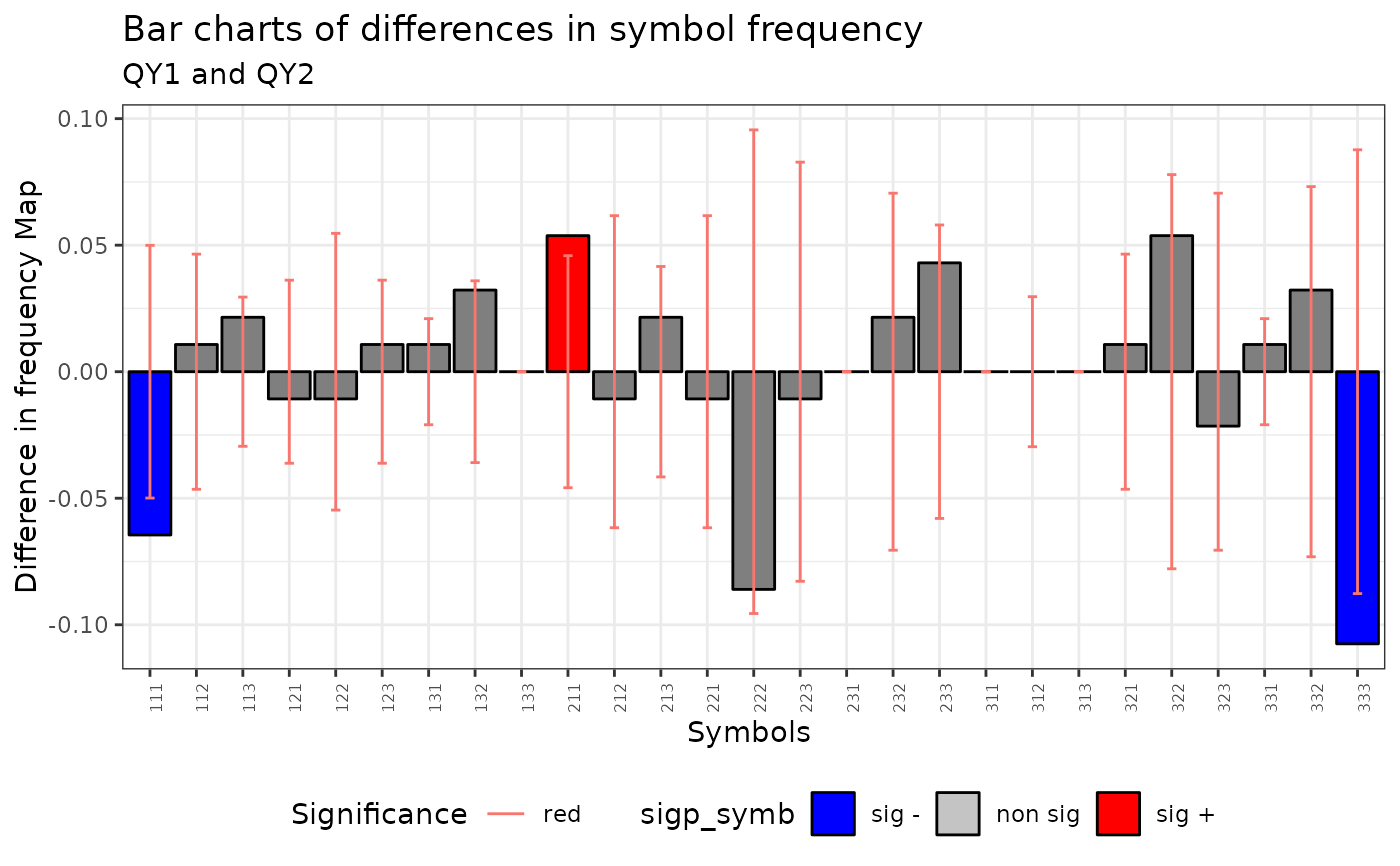 Bar charts of differences in symbol frequency
QY1 and QY2
Difference in frequency Map
0.10
0.05
0.00
-0.05
-0.10
111 112 113 121 122 123 131 132 133 211 212 213 221 222 223 231 232 233 311 312 313 321 322 323 331 332 333
Symbols
Significance red sigp_symb sig - non sig sig +